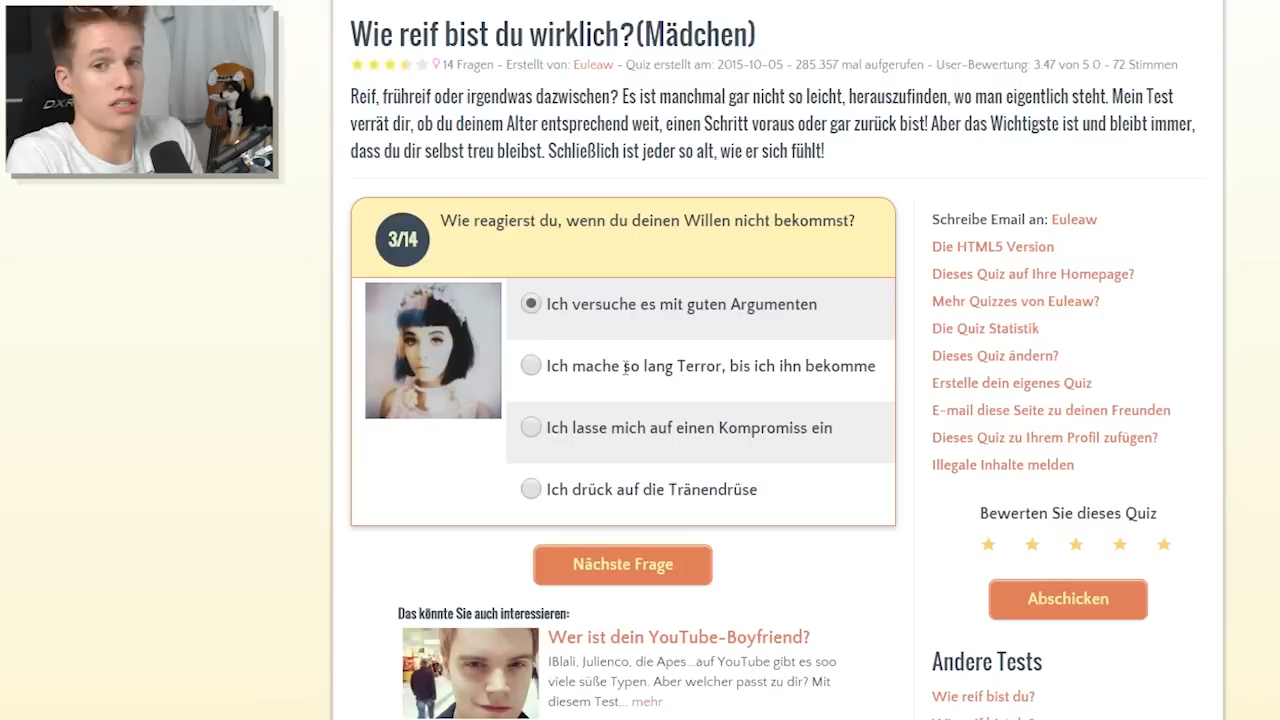 Wie reif bist du wirklich?(Mädchen)
14 Fragen - Erstellt von: Euleaw - Quiz erstellt am: 2015-10-05 - 285.357 mal aufgerufen - User-Bewertung: 3.47 von 5.0 - 72 Stimmen
Reif, frühreif oder irgendwas dazwischen? Es ist manchmal gar nicht so leicht, herauszufinden, wo man eigentlich steht. Mein Test
verrät dir, ob du deinem Alter entsprechend weit, einen Schritt voraus oder gar zurück bist! Aber das Wichtigste ist und bleibt immer,
dass du dir selbst treu bleibst. Schließlich ist jeder so alt, wie er sich fühlt!
3/14
Wie reagierst du, wenn du deinen Willen nicht bekommst?
Ich versuche es mit guten Argumenten
Ich mache so lang Terror, bis ich ihn bekomme
Ich lasse mich auf einen Kompromiss ein
Ich drück auf die Tränendrüse
Nächste Frage
Das könnte Sie auch interessieren:
Wer ist dein YouTube-Boyfriend?
IBlali, Julienco, die Apes...auf YouTube gibt es soo
viele süße Typen. Aber welcher passt zu dir? Mit
diesem Test... mehr
Schreibe Email an: Euleaw
Die HTML5 Version
Dieses Quiz auf Ihre Homepage?
Mehr Quizzes von Euleaw?
Die Quiz Statistik
Dieses Quiz ändern?
Erstelle dein eigenes Quiz
E-mail diese Seite zu deinen Freunden
Dieses Quiz zu Ihrem Profil zufügen?
Illegale Inhalte melden
Bewerten Sie dieses Quiz
Abschicken
Andere Tests
Wie reif bist du?